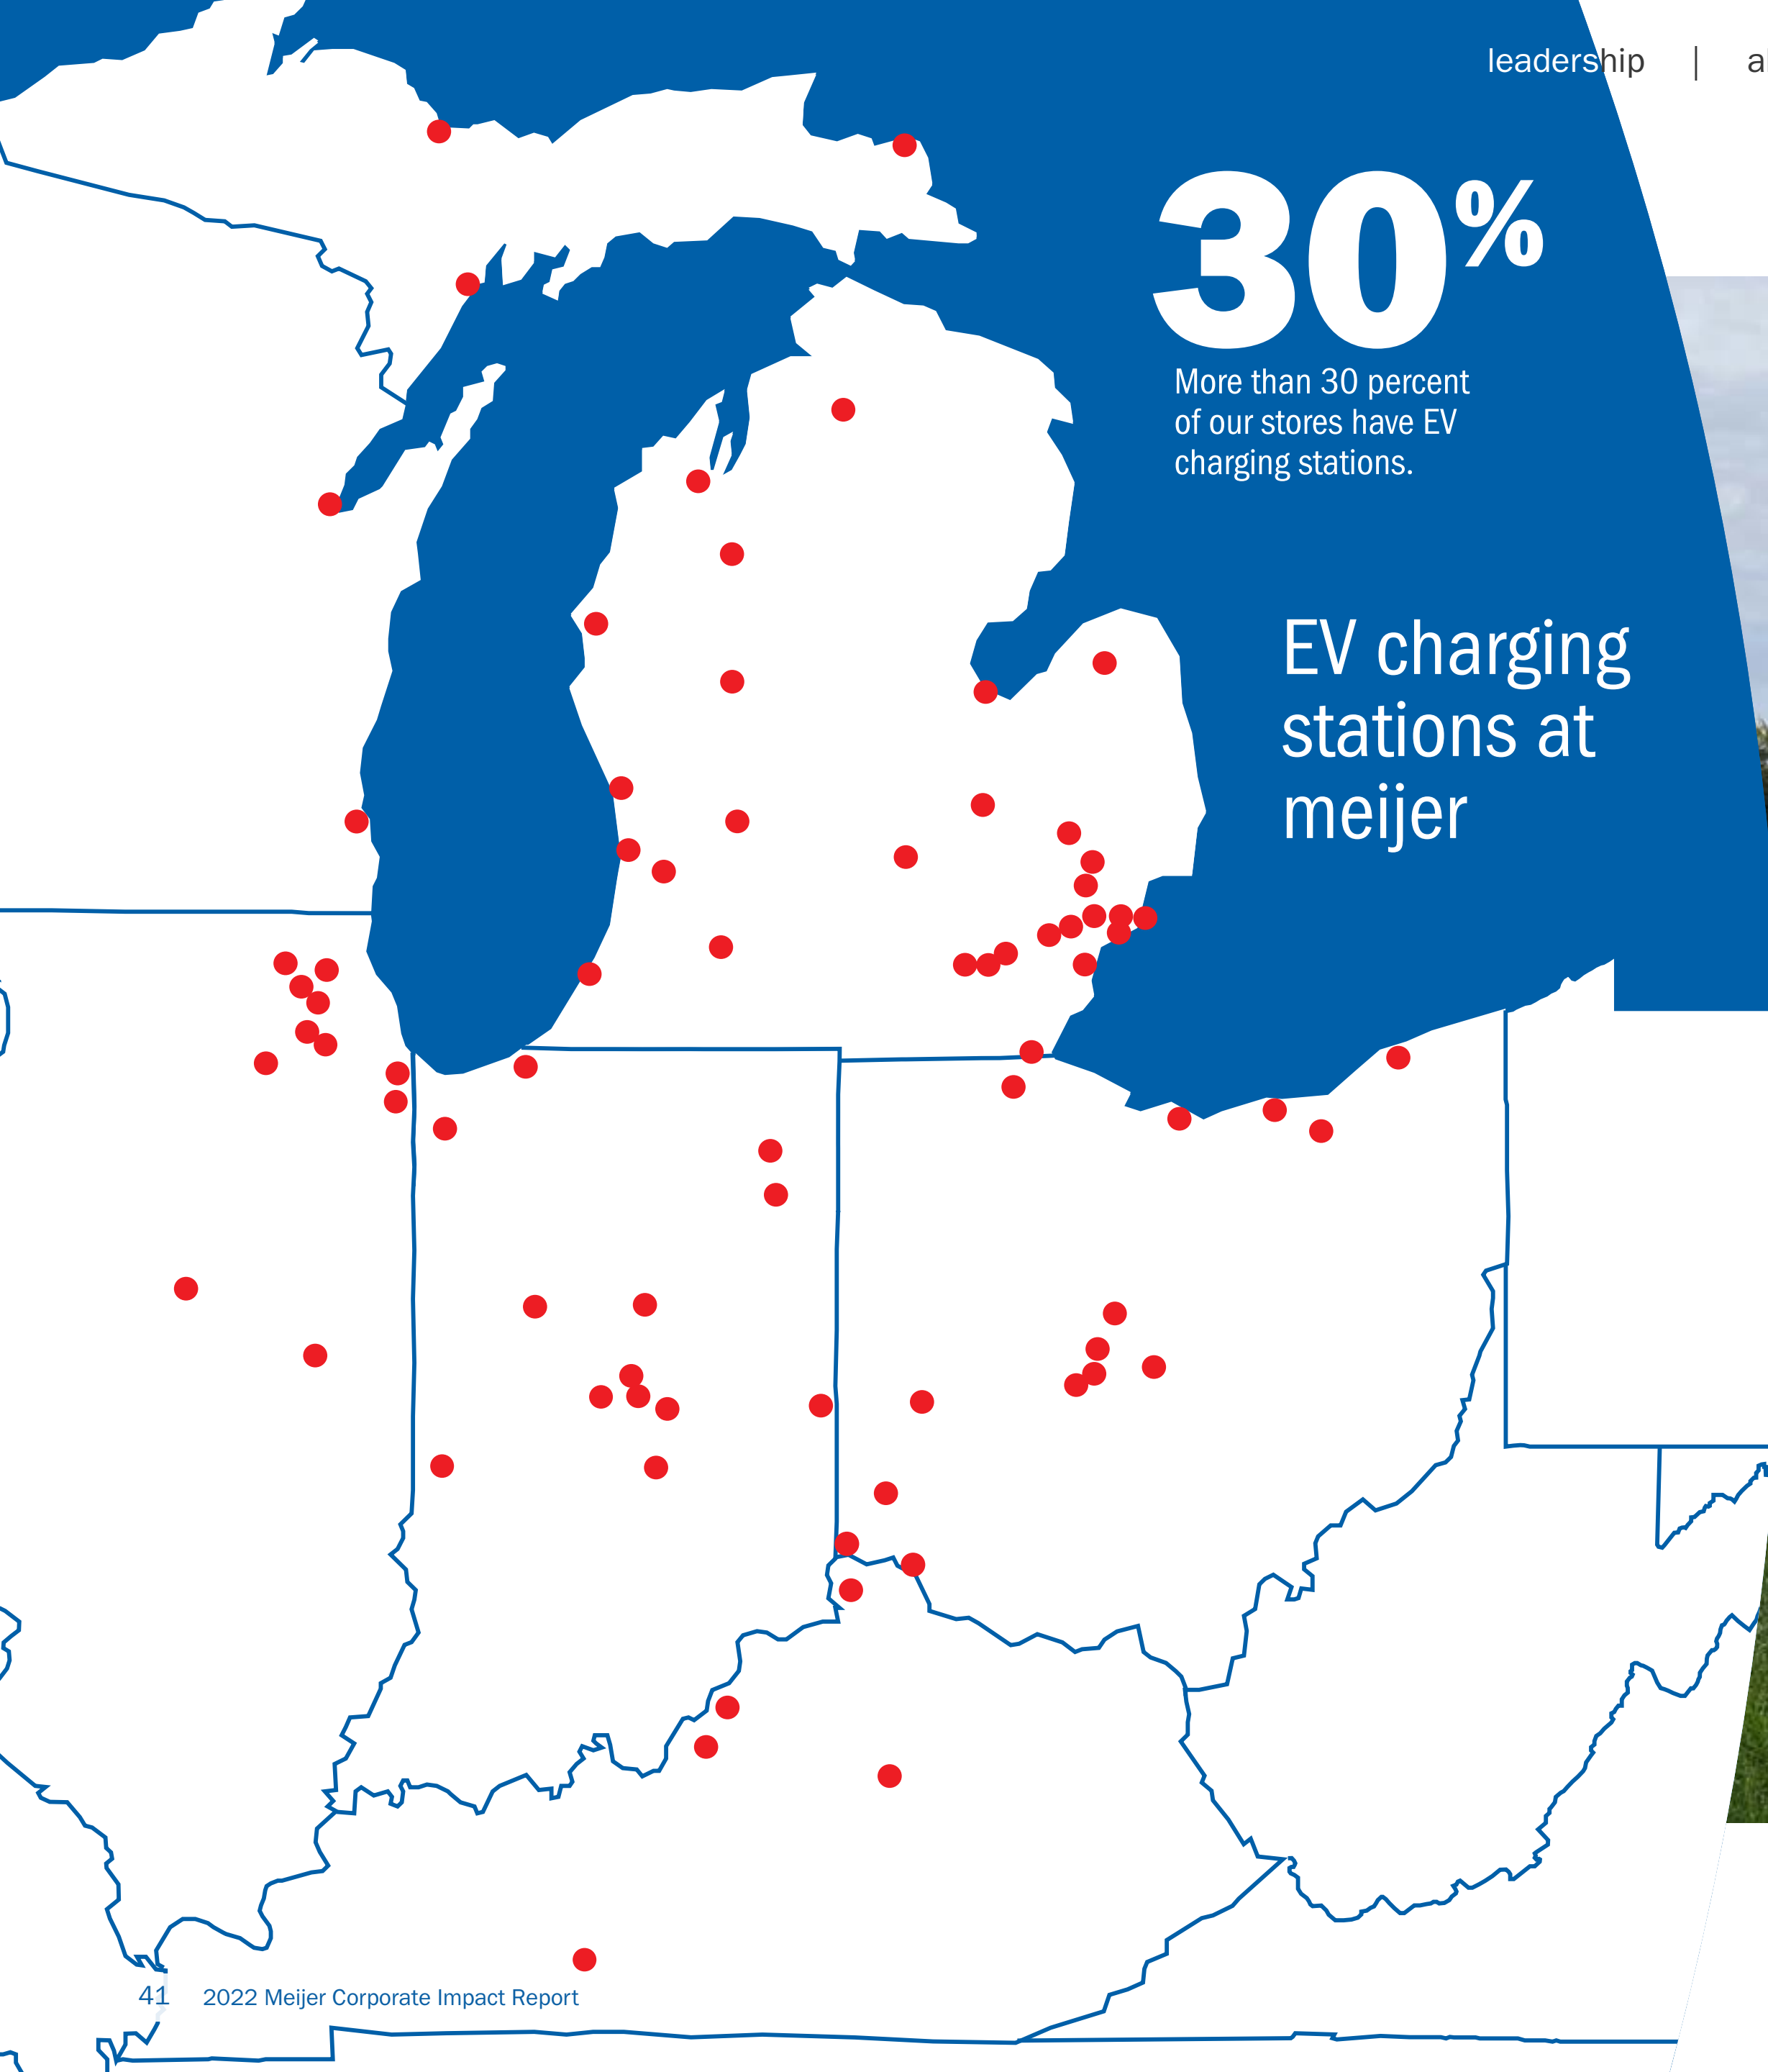 leadership | a
30%
More than 30 percent
of our stores have EV
charging stations.
EV charging
stations at
meijer
41 2022 Meijer Corporate Impact Report